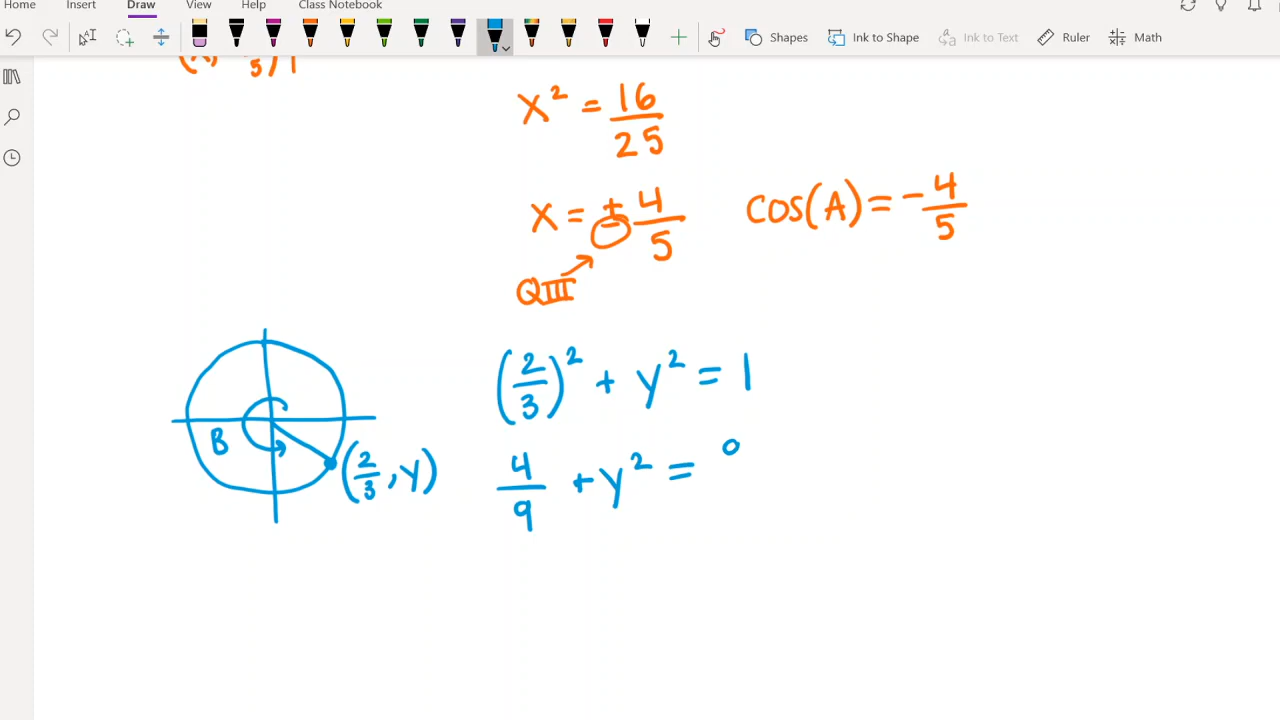 Home Insert Draw View Help Class Notebook
Shapes Ink to Shape Ink to Text Ruler Math
5
x² = 16/25
x = ± 4/5
cos(A) = - 4/5
QIII
(2/3)² + y² = 1
B
(2/3, y)
4/9 + y² =